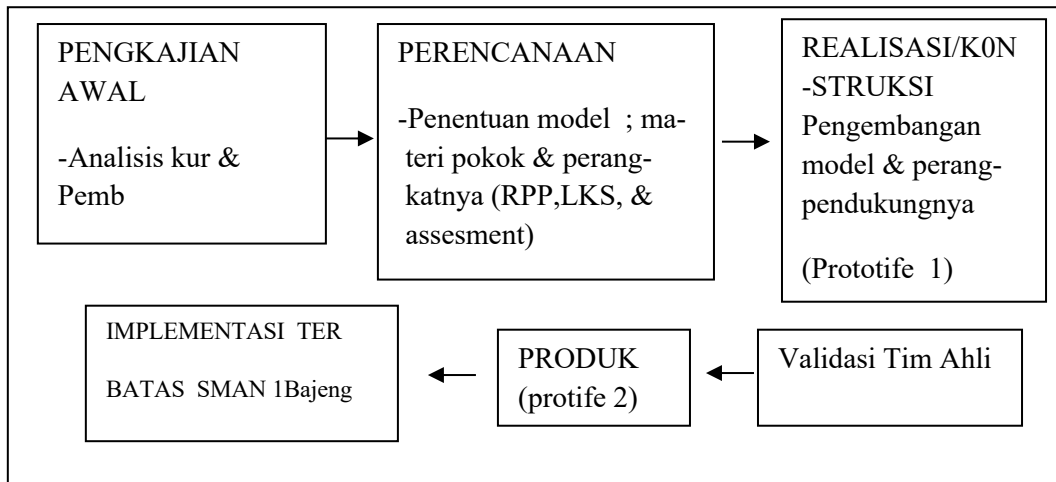 PENGKAJIAN
AWAL
-Analisis kur &
Pemb
PERENCANAAN
-Penentuan model ; ma-
teri pokok & perang-
katnya (RPP,LKS, &
assesment)
REALISASI/K0N
-STRUKSI
Pengembangan
model & perang-
pendukungnya
(Prototife 1)
IMPLEMENTASI TER
BATAS SMAN 1Bajeng
PRODUK
(protife 2)
Validasi Tim Ahli